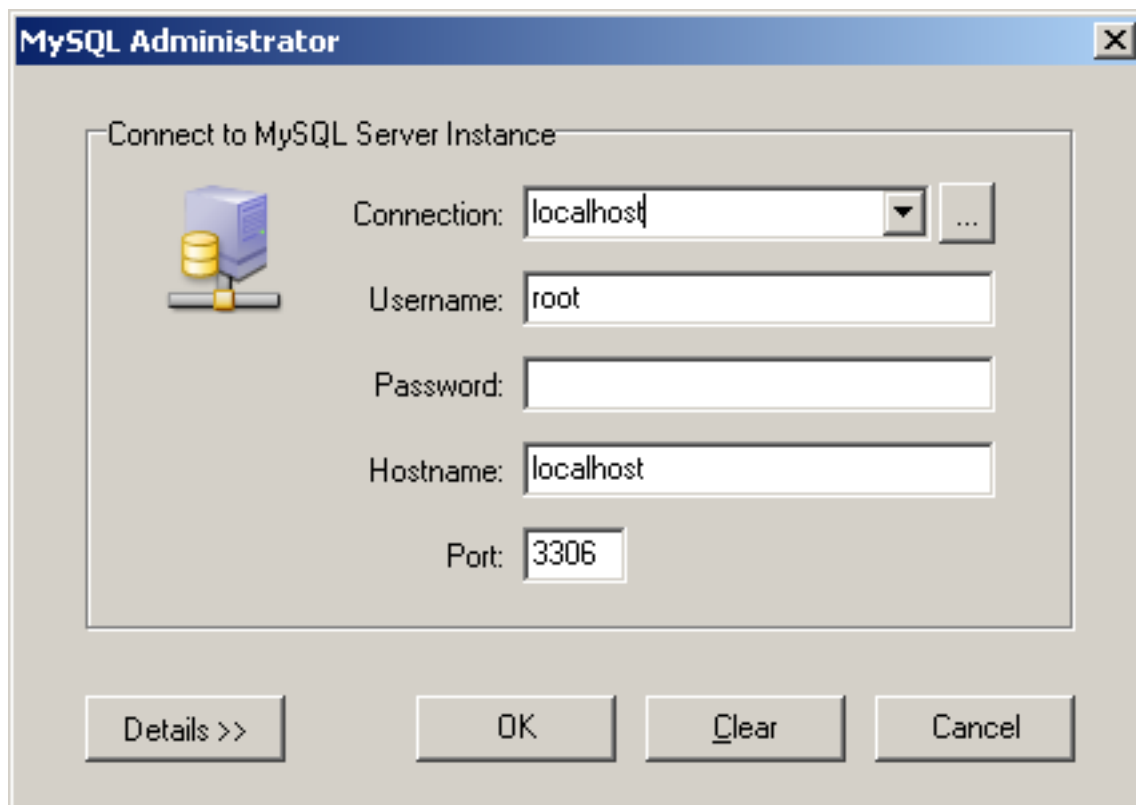 MySQL Administrator
Connect to MySQL Server Instance
Connection: localhost ...
Username: root
Password:
Hostname: localhost
Port: 3306
Details >> OK Clear Cancel